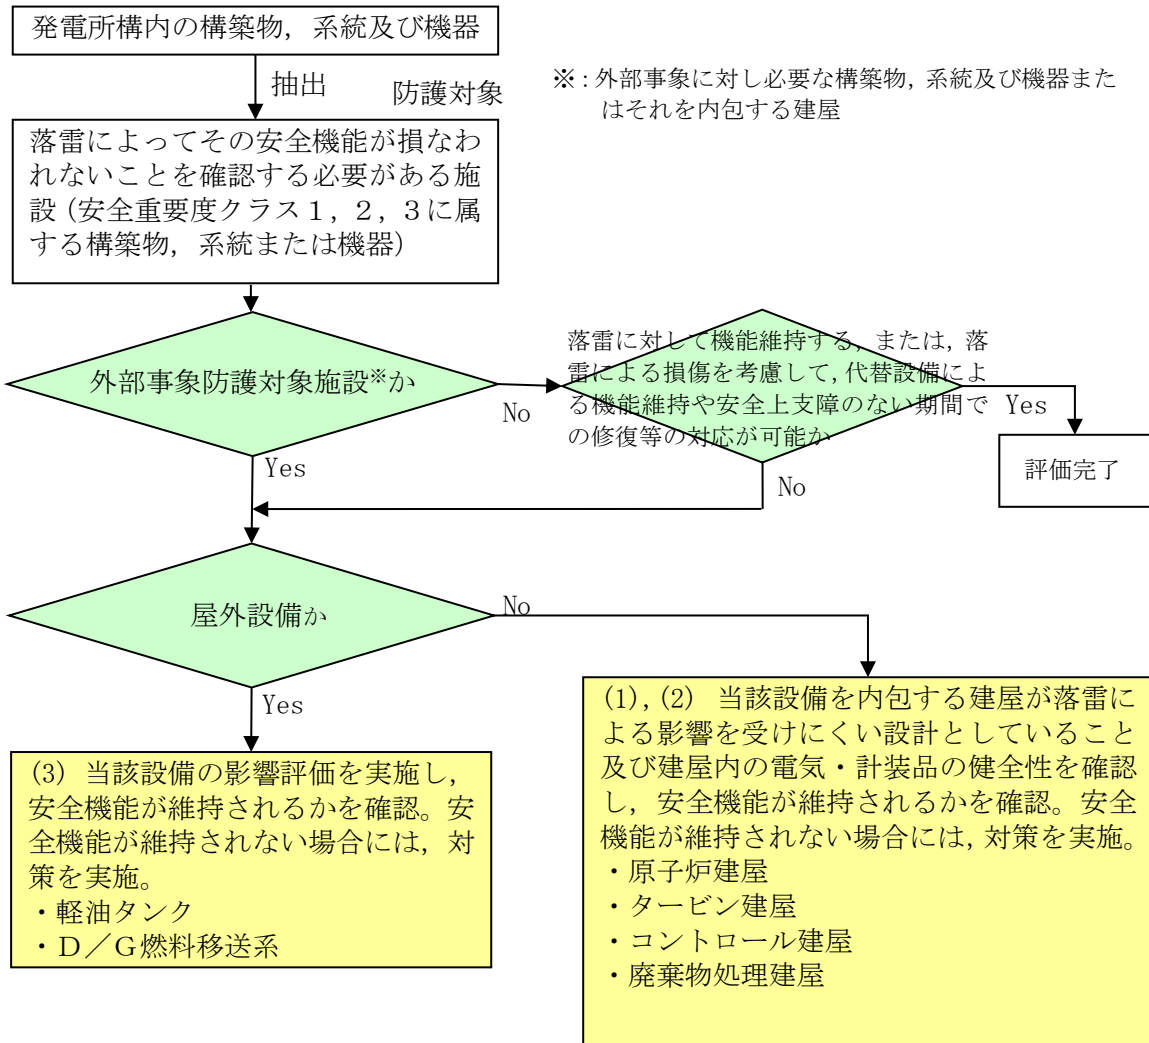 発電所構内の構築物，系統及び機器
抽出
防護対象
※：外部事象に対し必要な構築物，系統及び機器また
はそれを内包する建屋
落雷によってその安全機能が損なわ
れないことを確認する必要がある施
設（安全重要度クラス１，２，３に属
する構築物，系統または機器）
外部事象防護対象施設※か
No
落雷に対して機能維持する，または，落
雷による損傷を考慮して，代替設備によ
る機能維持や安全上支障のない期間で
の修復等の対応が可能か
Yes
評価完了
Yes
No
屋外設備か
No
Yes
(3) 当該設備の影響評価を実施し，
安全機能が維持されるかを確認。安
全機能が維持されない場合には，対
策を実施。
・軽油タンク
・Ｄ／Ｇ燃料移送系
(1),(2) 当該設備を内包する建屋が落雷に
よる影響を受けにくい設計としていること
及び建屋内の電気・計装品の健全性を確認
し，安全機能が維持されるかを確認。安全
機能が維持されない場合には，対策を実施。
・原子炉建屋
・タービン建屋
・コントロール建屋
・廃棄物処理建屋